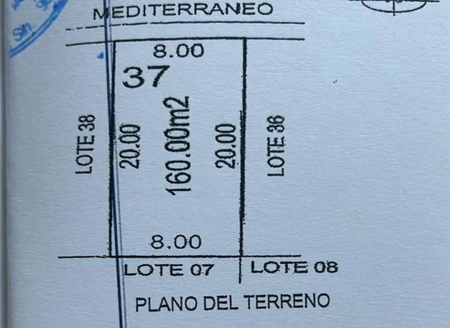 MEDITERRANEO
8.00
37
LOTE 38
20.00
160.00m2
20.00
LOTE 36
8.00
LOTE 07
LOTE 08
PLANO DEL TERRENO